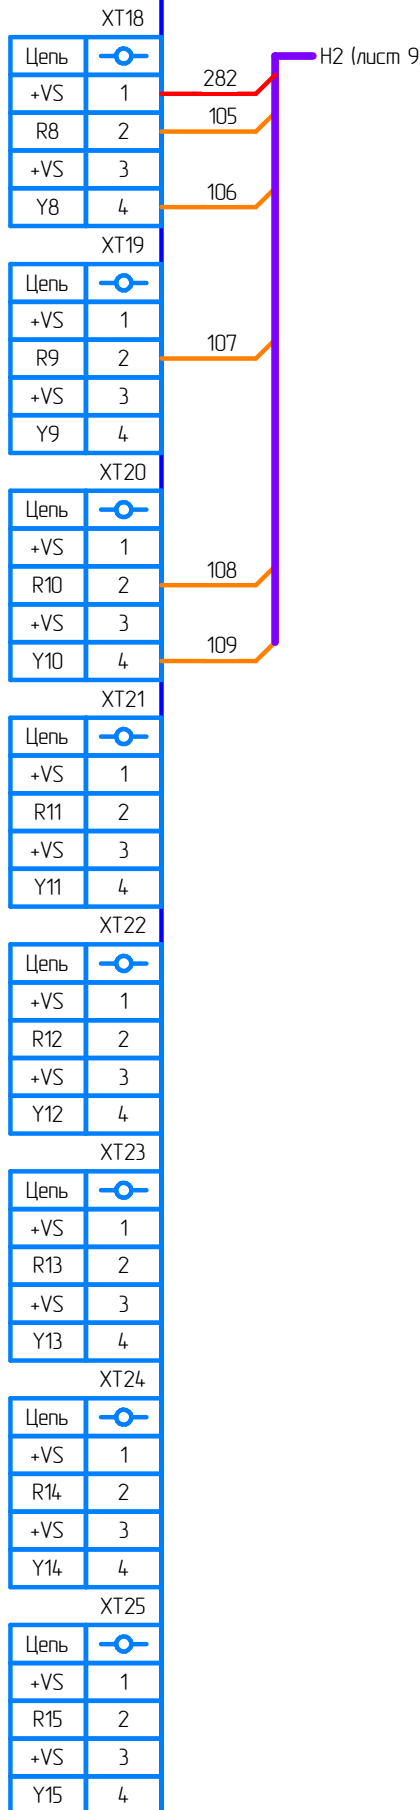 XT18
Цепь
H2 (лист 9
+VS 1 282
R8 2 105
+VS 3
Y8 4 106
XT19
Цепь
+VS 1
R9 2 107
+VS 3
Y9 4
XT20
Цепь
+VS 1
R10 2 108
+VS 3
Y10 4 109
XT21
Цепь
+VS 1
R11 2
+VS 3
Y11 4
XT22
Цепь
+VS 1
R12 2
+VS 3
Y12 4
XT23
Цепь
+VS 1
R13 2
+VS 3
Y13 4
XT24
Цепь
+VS 1
R14 2
+VS 3
Y14 4
XT25
Цепь
+VS 1
R15 2
+VS 3
Y15 4